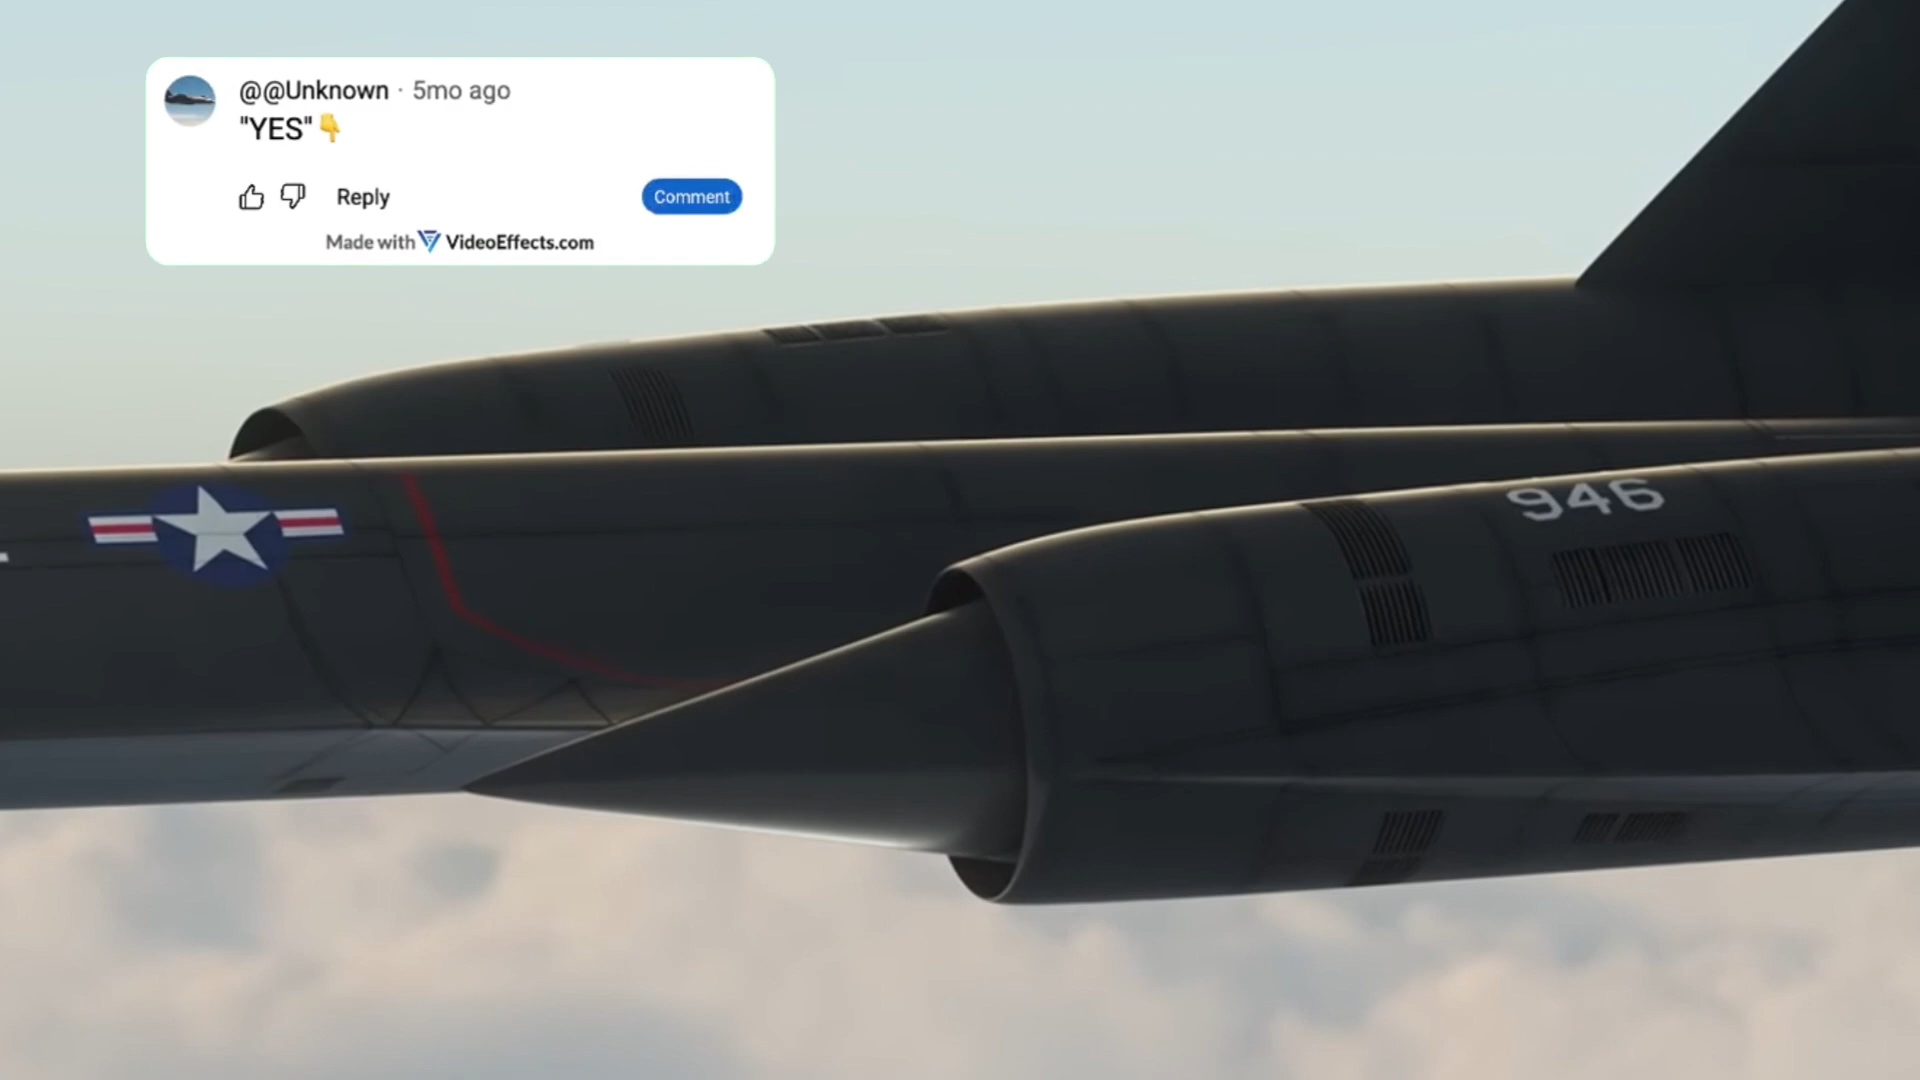 @@Unknown · 5mo ago
"YES"👇
Reply
Comment
Made with VideoEffects.com
946